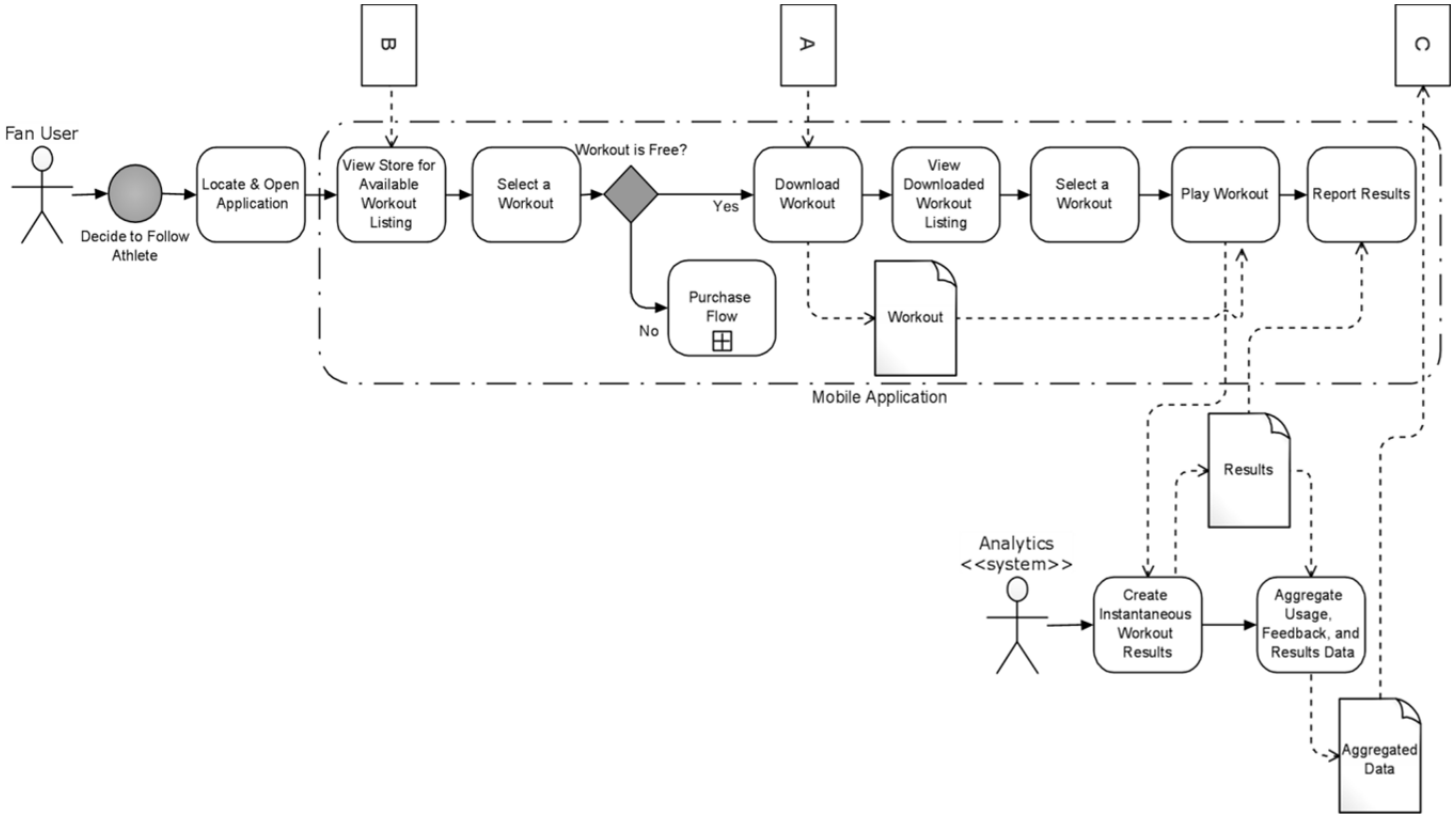 B
A
C
Fan User
Decide to Follow
Athlete
Locate & Open
Application
View Store for
Available
Workout
Listing
Select a
Workout
Workout is Free?
Yes
No
Purchase
Flow
Download
Workout
View
Downloaded
Workout
Listing
Select a
Workout
Play Workout
Report Results
Workout
Mobile Application
Results
Analytics
<<system>>
Create
Instantaneous
Workout
Results
Aggregate
Usage,
Feedback, and
Results Data
Aggregated
Data